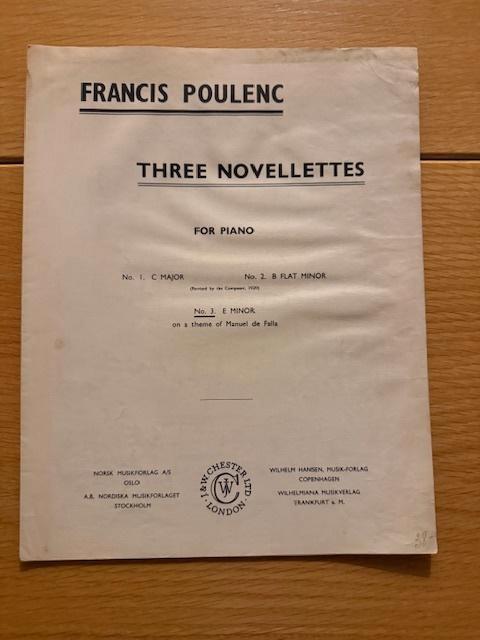 FRANCIS POULENC
THREE NOVELLETTES
FOR PIANO
No. 1. C MAJOR No. 2. B FLAT MINOR
(Revised by the Composer, 1939)
No. 3. E MINOR
on a theme of Manuel de Falla
NORSK MUSIKFORLAG A/S
OSLO
A.B. NORDISKA MUSIKFORLAGET
STOCKHOLM
J. & W. CHESTER LTD.
LONDON
JWC
WILHELM HANSEN, MUSIK-FORLAG
COPENHAGEN
WILHELMIANA MUSIKVERLAG
FRANKFURT a. M.